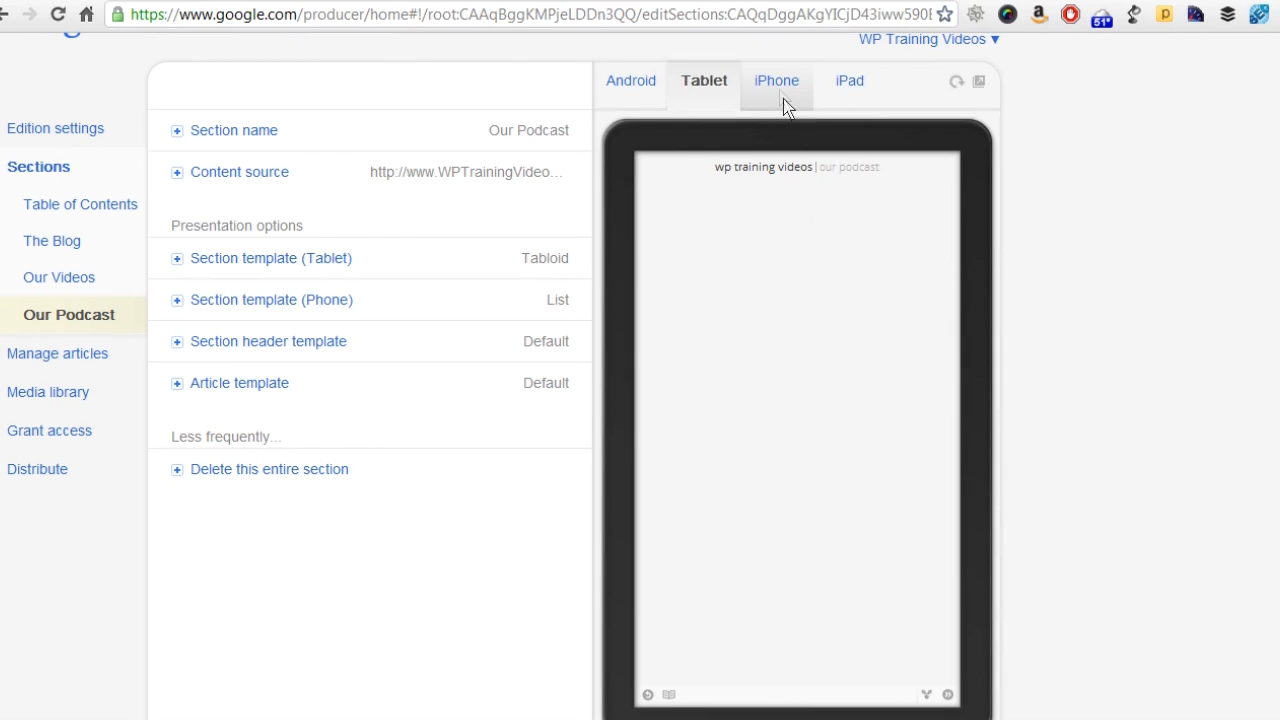 https://www.google.com/producer/home#!/root:CAAqBggKMPjeLDDn3QQ/editSections:CAQqDggAKgYICjD43iww590E
51°
WP Training Videos ▼
Edition settings
Sections
Table of Contents
The Blog
Our Videos
Our Podcast
Manage articles
Media library
Grant access
Distribute
Section name Our Podcast
Content source http://www.WPTrainingVideo...
Presentation options
Section template (Tablet) Tabloid
Section template (Phone) List
Section header template Default
Article template Default
Less frequently...
Delete this entire section
Android Tablet iPhone iPad
wp training videos | our podcast